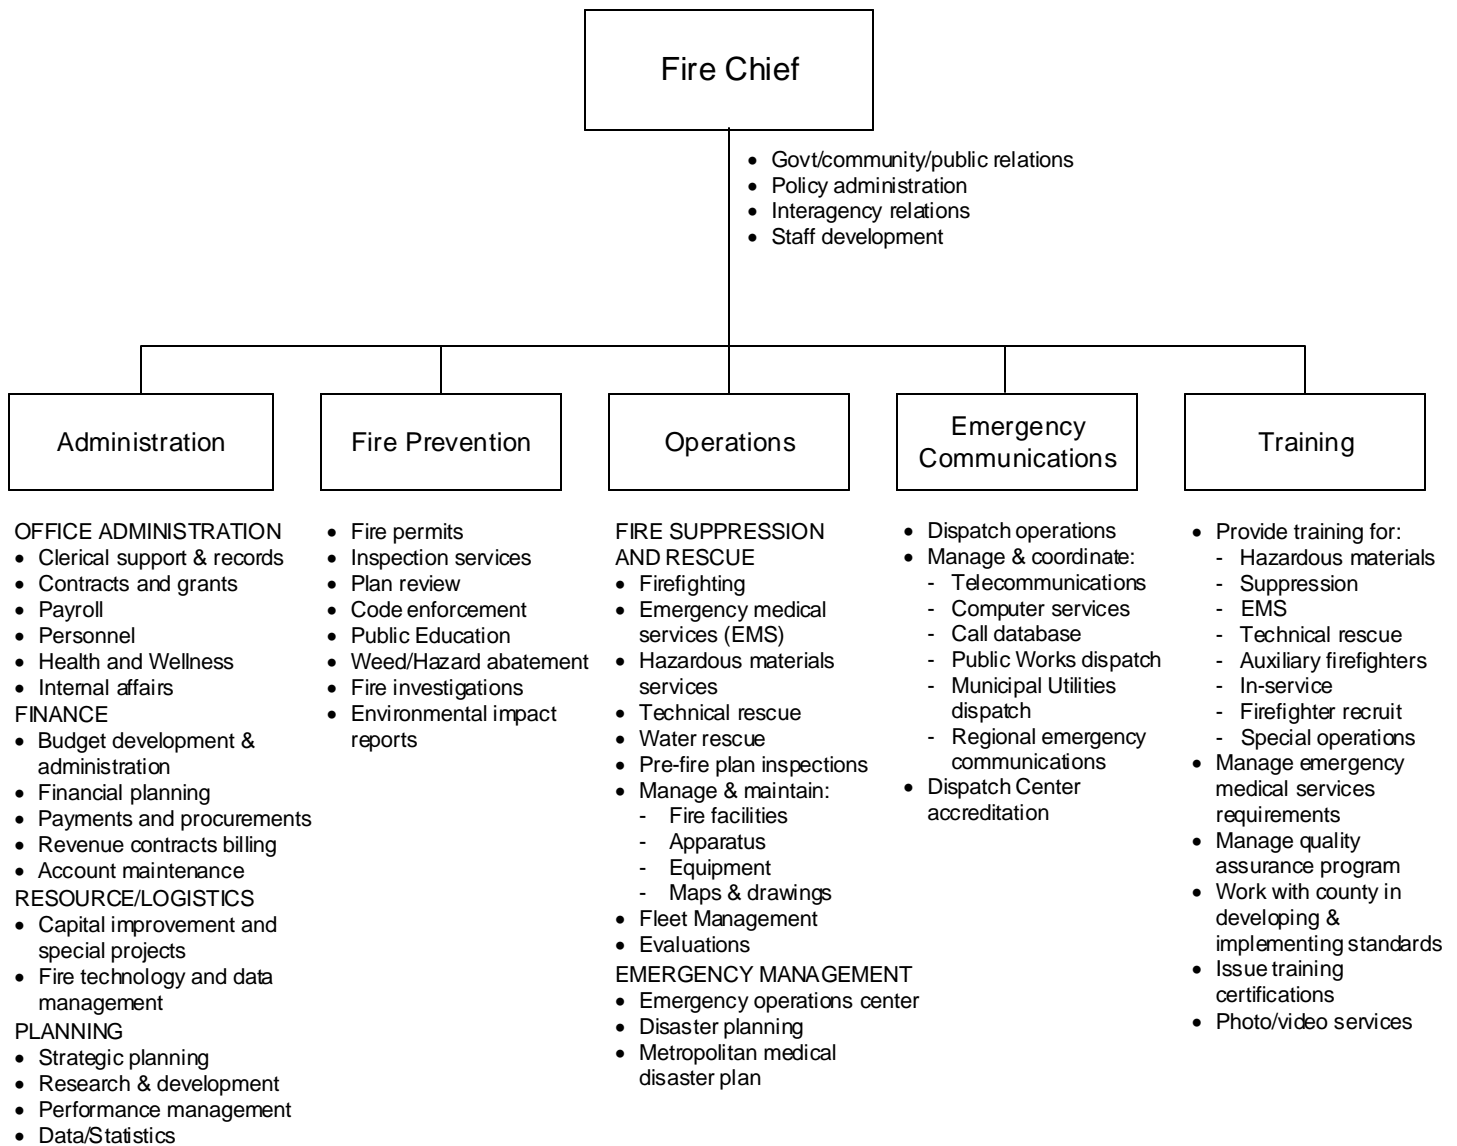 Fire Chief
• Govt/community/public relations
• Policy administration
• Interagency relations
• Staff development
Administration
OFFICE ADMINISTRATION
• Clerical support & records
• Contracts and grants
• Payroll
• Personnel
• Health and Wellness
• Internal affairs
FINANCE
• Budget development &
administration
• Financial planning
• Payments and procurements
• Revenue contracts billing
• Account maintenance
RESOURCE/LOGISTICS
• Capital improvement and
special projects
• Fire technology and data
management
PLANNING
• Strategic planning
• Research & development
• Performance management
• Data/Statistics
Fire Prevention
• Fire permits
• Inspection services
• Plan review
• Code enforcement
• Public Education
• Weed/Hazard abatement
• Fire investigations
• Environmental impact
reports
Operations
FIRE SUPPRESSION
AND RESCUE
• Firefighting
• Emergency medical
services (EMS)
• Hazardous materials
services
• Technical rescue
• Water rescue
• Pre-fire plan inspections
• Manage & maintain:
- Fire facilities
- Apparatus
- Equipment
- Maps & drawings
• Fleet Management
• Evaluations
EMERGENCY MANAGEMENT
• Emergency operations center
• Disaster planning
• Metropolitan medical
disaster plan
Emergency
Communications
• Dispatch operations
• Manage & coordinate:
- Telecommunications
- Computer services
- Call database
- Public Works dispatch
- Municipal Utilities
dispatch
- Regional emergency
communications
• Dispatch Center
accreditation
Training
• Provide training for:
- Hazardous materials
- Suppression
- EMS
- Technical rescue
- Auxiliary firefighters
- In-service
- Firefighter recruit
- Special operations
• Manage emergency
medical services
requirements
• Manage quality
assurance program
• Work with county in
developing &
implementing standards
• Issue training
certifications
• Photo/video services